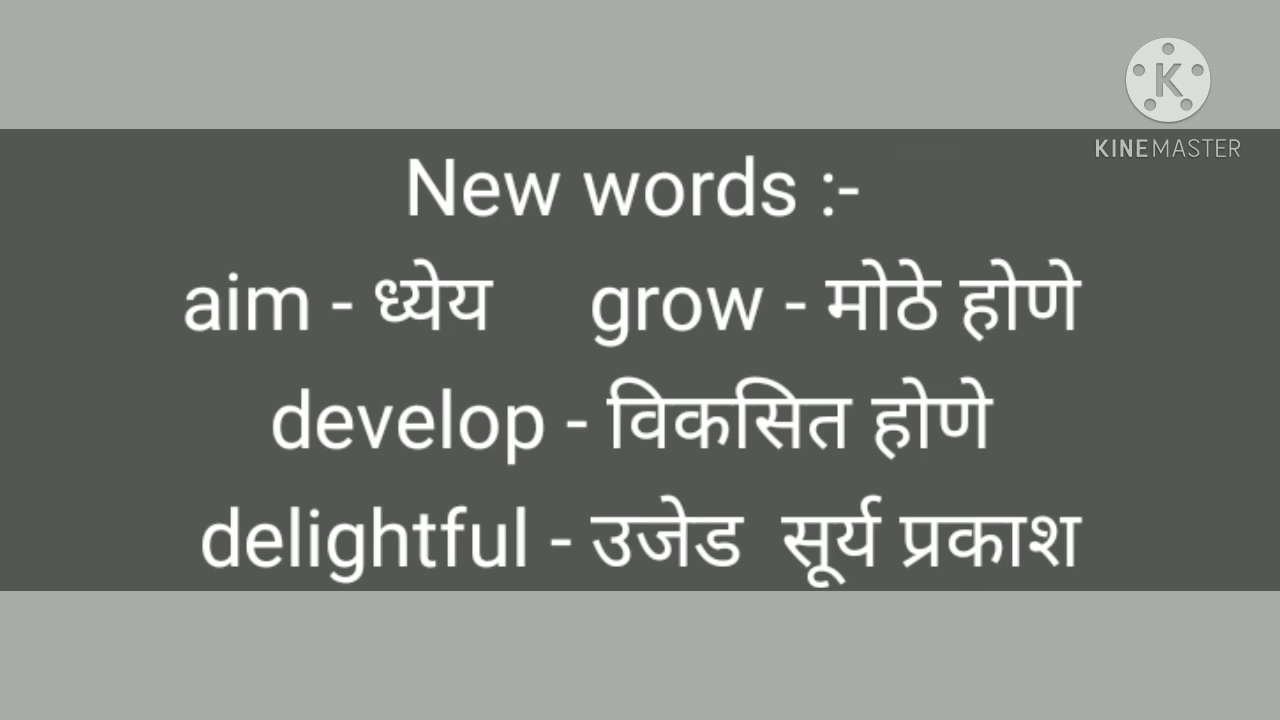 KINEMASTER
New words :-
aim - ध्येय grow - मोठे होणे
develop - विकसित होणे
delightful - उजेड सूर्य प्रकाश